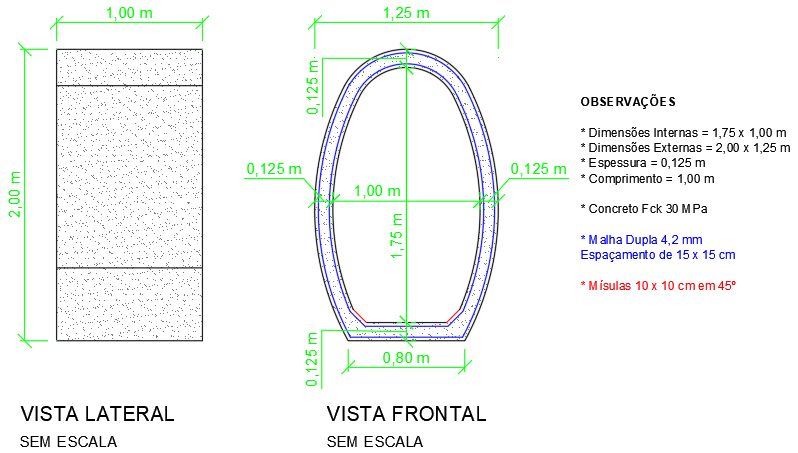 1,00 m
2,00 m
VISTA LATERAL
SEM ESCALA
1,25 m
0,125 m
0,125 m
0,125 m
1,00 m
1,75 m
0,125 m
0,80 m
VISTA FRONTAL
SEM ESCALA
OBSERVAÇÕES
* Dimensões Internas = 1,75 x 1,00 m
* Dimensões Externas = 2,00 x 1,25 m
* Espessura = 0,125 m
* Comprimento = 1,00 m
* Concreto Fck 30 MPa
* Malha Dupla 4,2 mm
Espaçamento de 15 x 15 cm
* Mísulas 10 x 10 cm em 45º